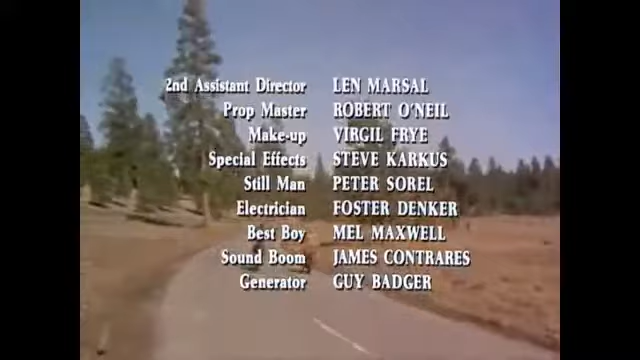 2nd Assistant Director LEN MARSAL
Prop Master ROBERT O'NEIL
Make-up VIRGIL FRYE
Special Effects STEVE KARKUS
Still Man PETER SOREL
Electrician FOSTER DENKER
Best Boy MEL MAXWELL
Sound Boom JAMES CONTRARES
Generator GUY BADGER